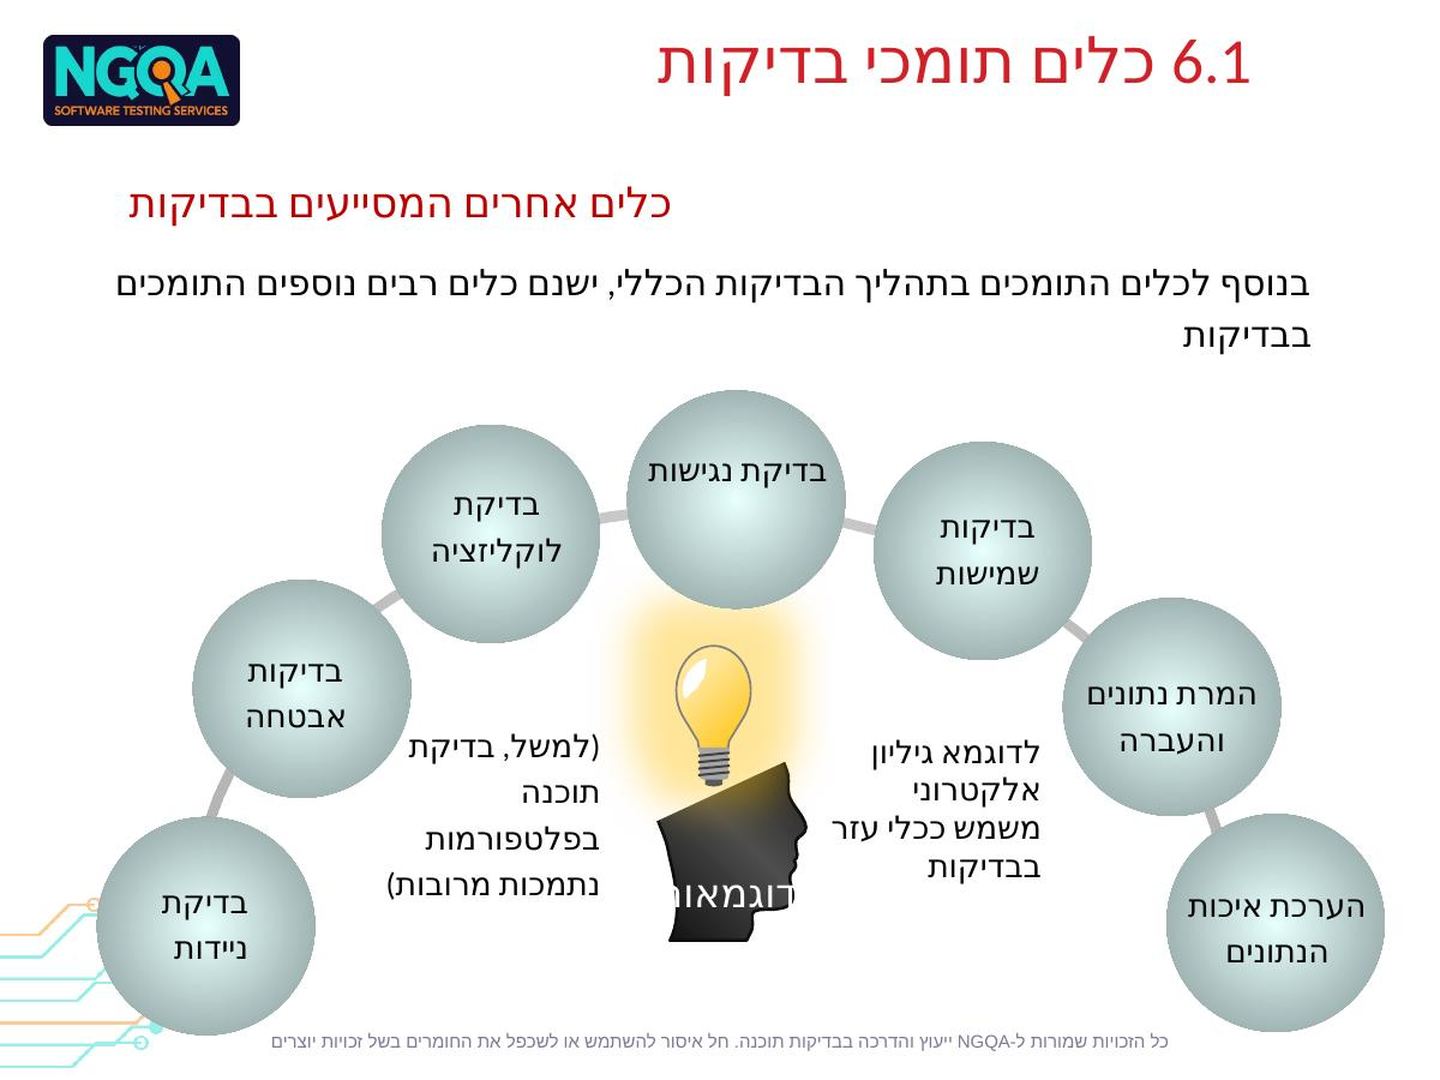 6.1 כלים תומכי בדיקות
NGQA
SOFTWARE TESTING SERVICES
כלים אחרים המסייעים בבדיקות
בנוסף לכלים התומכים בתהליך הבדיקות הכללי, ישנם כלים רבים נוספים התומכים
בבדיקות
בדיקת נגישות
בדיקת
לוקליזציה
בדיקות
שמישות
בדיקות
אבטחה
המרת נתונים
והעברה
(למשל, בדיקת
תוכנה
בפלטפורמות
נתמכות מרובות)
לדוגמא גיליון
אלקטרוני
משמש ככלי עזר
בבדיקות
דוגמאות
בדיקת
ניידות
הערכת איכות
הנתונים
כל הזכויות שמורות ל-NGQA ייעוץ והדרכה בבדיקות תוכנה. חל איסור להשתמש או לשכפל את החומרים בשל זכויות יוצרים